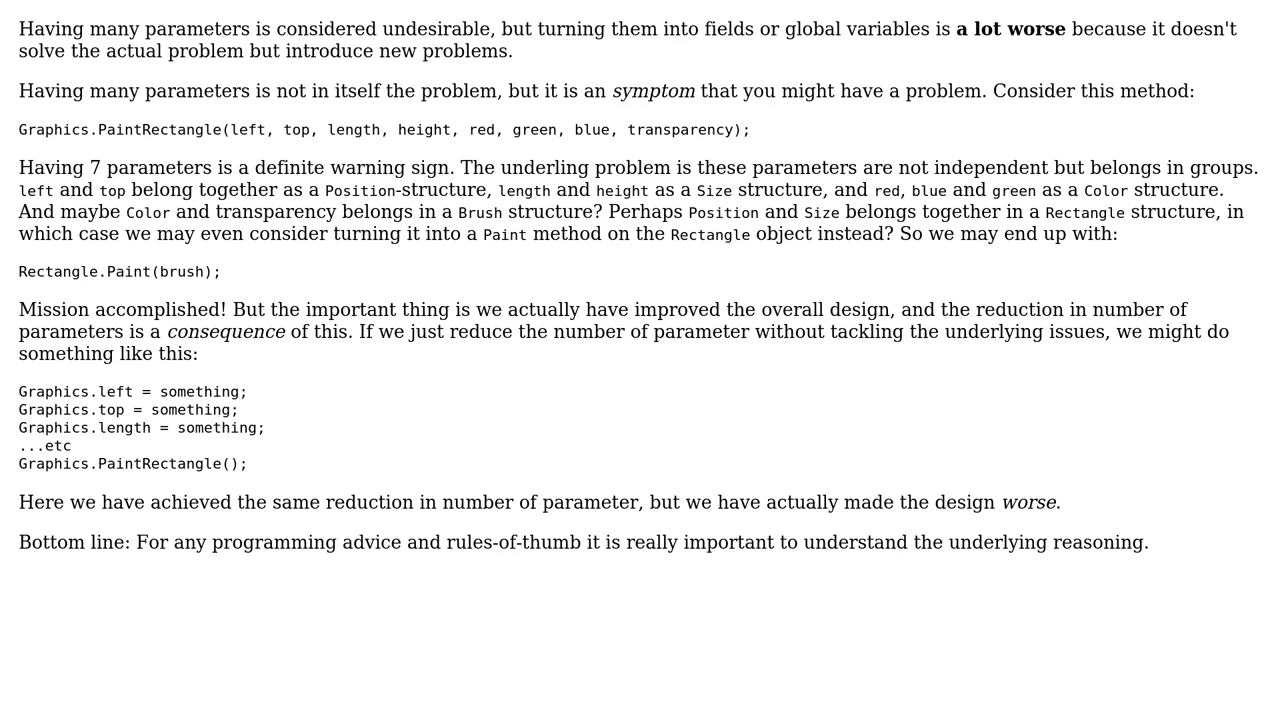 Having many parameters is considered undesirable, but turning them into fields or global variables is a lot worse because it doesn't
solve the actual problem but introduce new problems.
Having many parameters is not in itself the problem, but it is an symptom that you might have a problem. Consider this method:
Graphics.PaintRectangle(left, top, length, height, red, green, blue, transparency);
Having 7 parameters is a definite warning sign. The underling problem is these parameters are not independent but belongs in groups.
left and top belong together as a Position-structure, length and height as a Size structure, and red, blue and green as a Color structure.
And maybe Color and transparency belongs in a Brush structure? Perhaps Position and Size belongs together in a Rectangle structure, in
which case we may even consider turning it into a Paint method on the Rectangle object instead? So we may end up with:
Rectangle.Paint(brush);
Mission accomplished! But the important thing is we actually have improved the overall design, and the reduction in number of
parameters is a consequence of this. If we just reduce the number of parameter without tackling the underlying issues, we might do
something like this:
Graphics.left = something;
Graphics.top = something;
Graphics.length = something;
...etc
Graphics.PaintRectangle();
Here we have achieved the same reduction in number of parameter, but we have actually made the design worse.
Bottom line: For any programming advice and rules-of-thumb it is really important to understand the underlying reasoning.